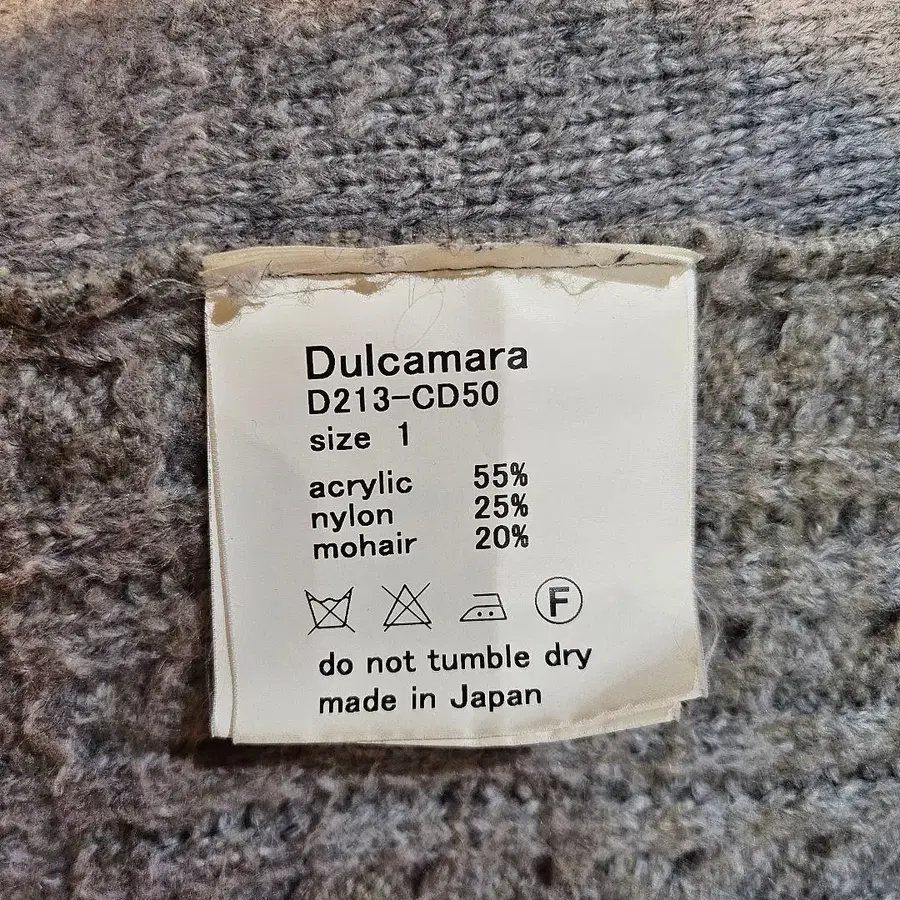 Dulcamara
D213-CD50
size 1
acrylic 55%
nylon 25%
mohair 20%
F
do not tumble dry
made in Japan